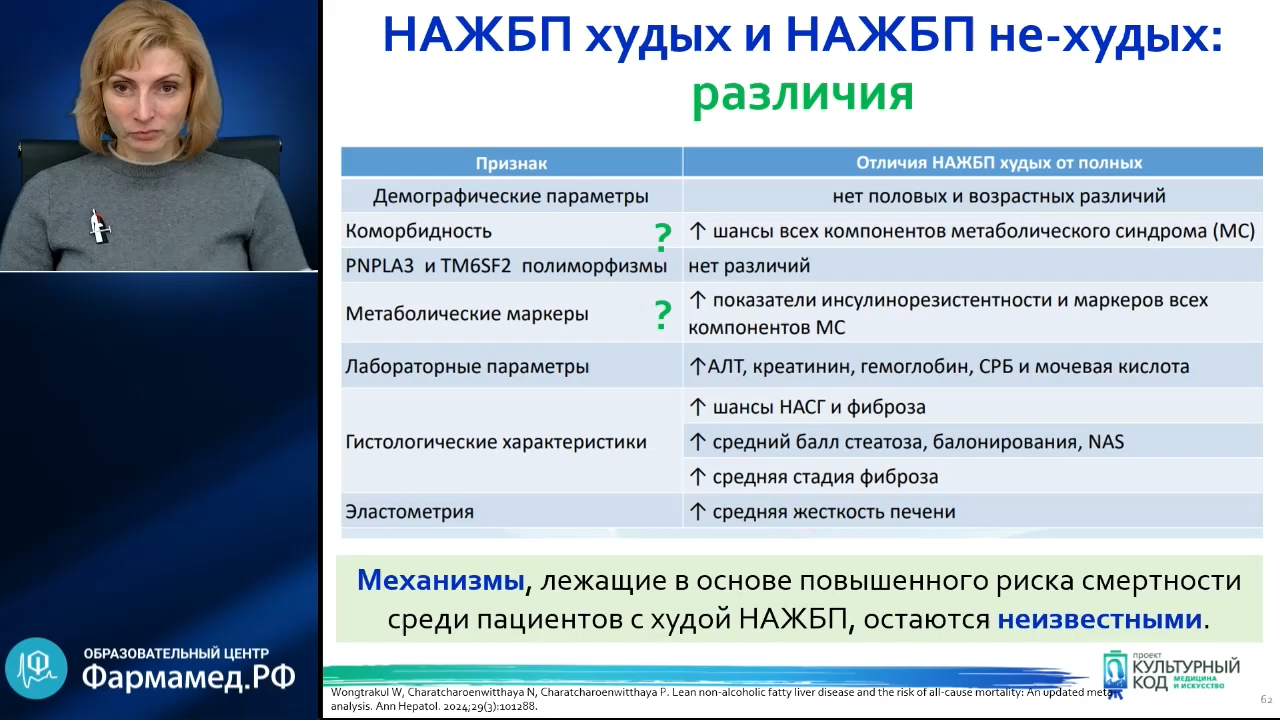 НАЖБП худых и НАЖБП не-худых:
различия
Признак
Отличия НАЖБП худых от полных
Демографические параметры
нет половых и возрастных различий
Коморбидность
?
↑ шансы всех компонентов метаболического синдрома (МС)
PNPLA3 и TM6SF2 полиморфизмы
нет различий
Метаболические маркеры
?
↑ показатели инсулинорезистентности и маркеров всех
компонентов МС
Лабораторные параметры
↑АЛТ, креатинин, гемоглобин, СРБ и мочевая кислота
Гистологические характеристики
↑ шансы НАСГ и фиброза
↑ средний балл стеатоза, балонирования, NAS
↑ средняя стадия фиброза
Эластометрия
↑ средняя жесткость печени
Механизмы, лежащие в основе повышенного риска смертности
среди пациентов с худой НАЖБП, остаются неизвестными.
ОБРАЗОВАТЕЛЬНЫЙ ЦЕНТР
Фармамед.РФ
проект
КУЛЬТУРНЫЙ
КОД
МЕДИЦИНА
И ИСКУССТВО
W, Charatcharoenwitthaya N, Charatcharoenwitthaya P. Lean non-alcoholic fatty liver disease and the risk of all-cause mortality: An updated meta
analysis. Ann Hepatol. 2024;29(3):101288.
62